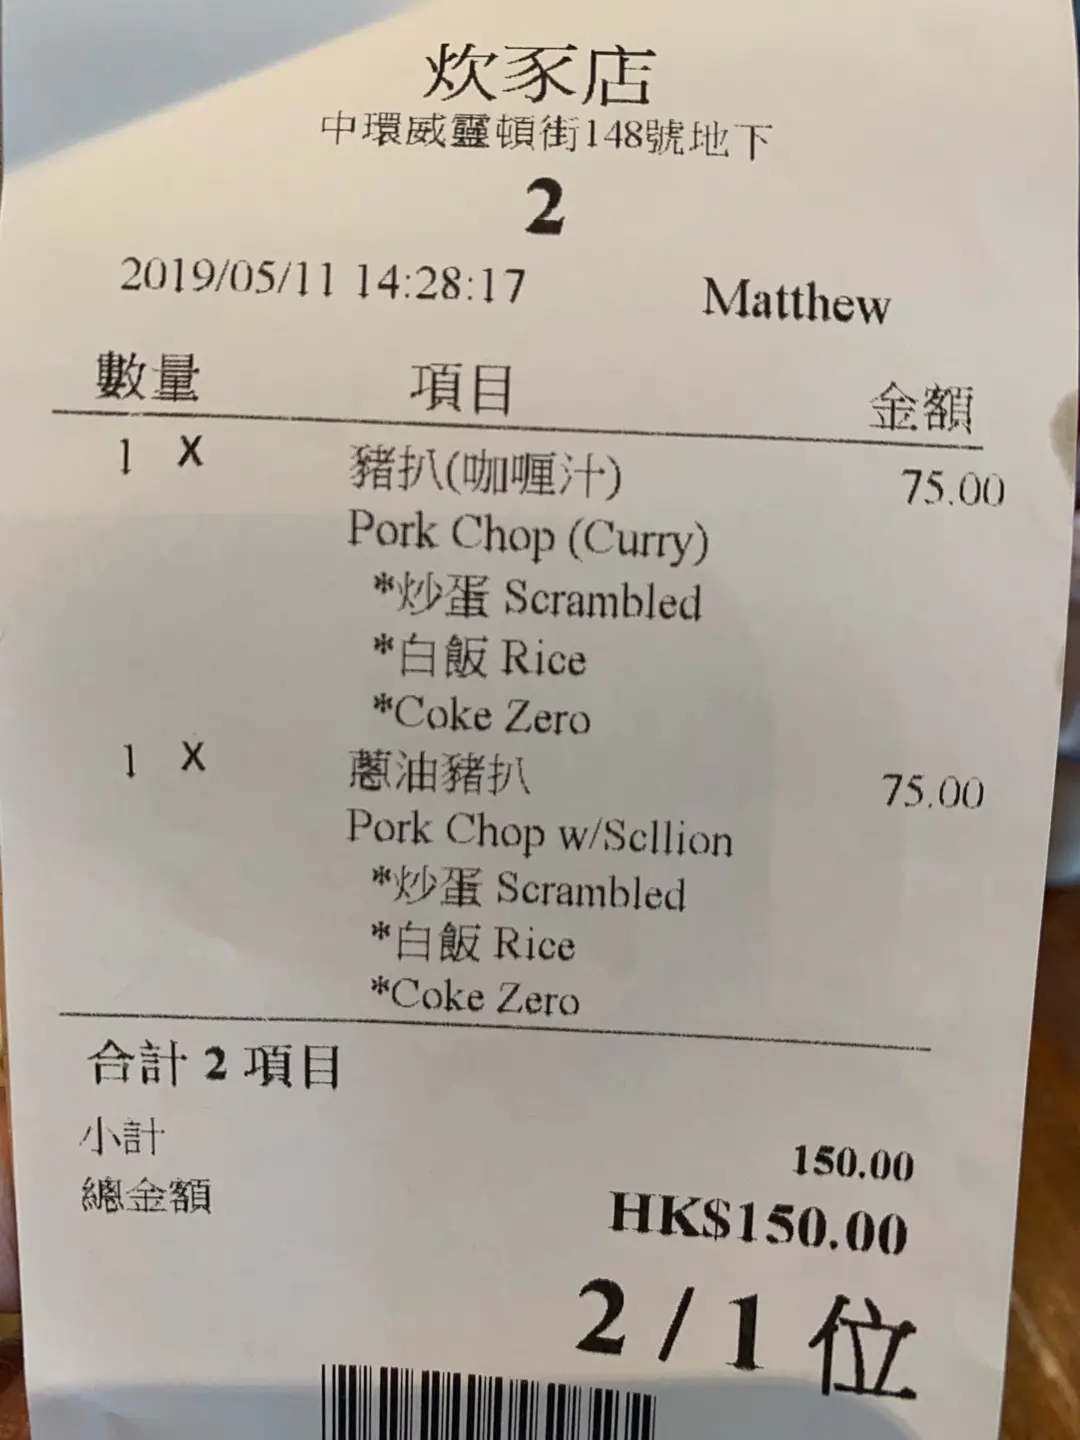 炊豕店
中環威靈頓街148號地下
2
2019/05/11 14:28:17 Matthew
數量 項目 金額
1 X 豬扒(咖喱汁) 75.00
Pork Chop (Curry)
*炒蛋 Scrambled
*白飯 Rice
*Coke Zero
1 X 蔥油豬扒 75.00
Pork Chop w/Scllion
*炒蛋 Scrambled
*白飯 Rice
*Coke Zero
合計 2 項目
小計 150.00
總金額 HK$150.00
2 / 1 位